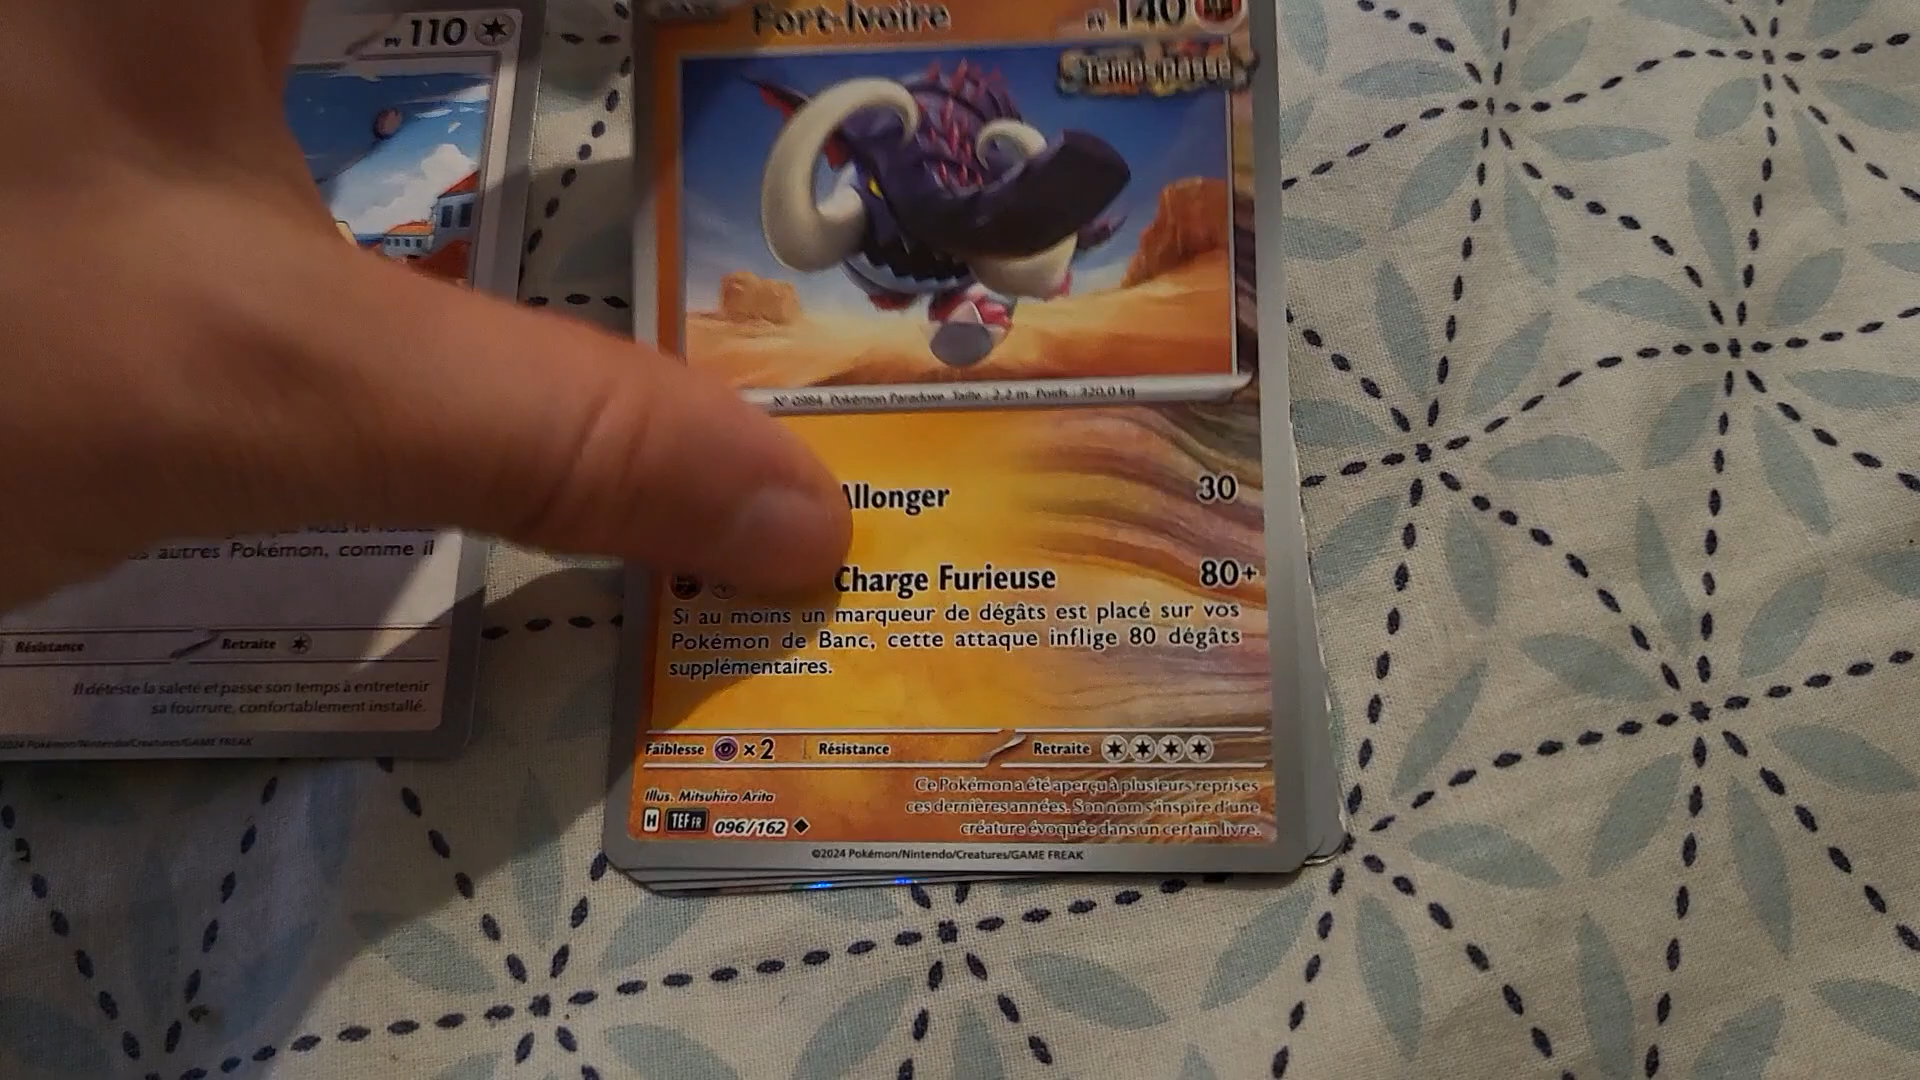 PV 110
autres Pokémon, comme il
Résistance
Retraite
Il déteste la saleté et passe son temps à entretenir
sa fourrure, confortablement installé.
2024 Pokémon/Nintendo/Creatures/GAME FREAK
Fort-Ivoire
PV 140
Temps passé
N° 0984 Pokémon Paradoxe Taille : 2,2 m Poids : 320,0 kg
Allonger 30
Charge Furieuse 80+
Si au moins un marqueur de dégâts est placé sur vos
Pokémon de Banc, cette attaque inflige 80 dégâts
supplémentaires.
Faiblesse ×2 Résistance Retraite
Illus. Mitsuhiro Arita
H TEF FR 096/162
Ce Pokémon a été aperçu à plusieurs reprises
ces dernières années. Son nom s'inspire d'une
créature évoquée dans un certain livre.
©2024 Pokémon/Nintendo/Creatures/GAME FREAK